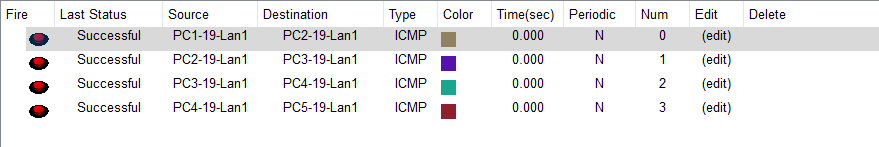 Fire Last Status Source Destination Type Color Time(sec) Periodic Num Edit Delete
Successful PC1-19-Lan1 PC2-19-Lan1 ICMP 0.000 N 0 (edit)
Successful PC2-19-Lan1 PC3-19-Lan1 ICMP 0.000 N 1 (edit)
Successful PC3-19-Lan1 PC4-19-Lan1 ICMP 0.000 N 2 (edit)
Successful PC4-19-Lan1 PC5-19-Lan1 ICMP 0.000 N 3 (edit)